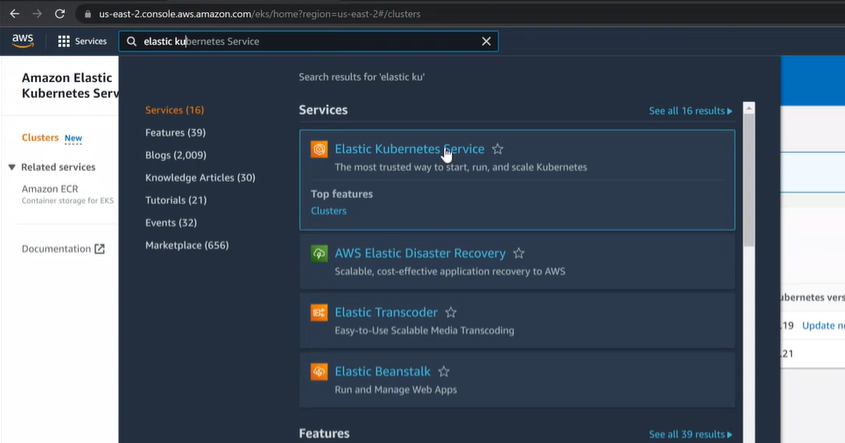 us-east-2.console.aws.amazon.com/eks/home?region=us-east-2#/clusters
aws
Services
elastic kubernetes Service
Search results for 'elastic ku'
Amazon Elastic
Kubernetes Serv
Clusters New
Related services
Amazon ECR
Container storage for EKS
Documentation
Services (16)
Features (39)
Blogs (2,009)
Knowledge Articles (30)
Tutorials (21)
Events (32)
Marketplace (656)
Services
See all 16 results
Elastic Kubernetes Service
The most trusted way to start, run, and scale Kubernetes
Top features
Clusters
AWS Elastic Disaster Recovery
Scalable, cost-effective application recovery to AWS
Elastic Transcoder
Easy-to-Use Scalable Media Transcoding
Elastic Beanstalk
Run and Manage Web Apps
Features
See all 39 results
ubernetes vers
.19 Update n
.21